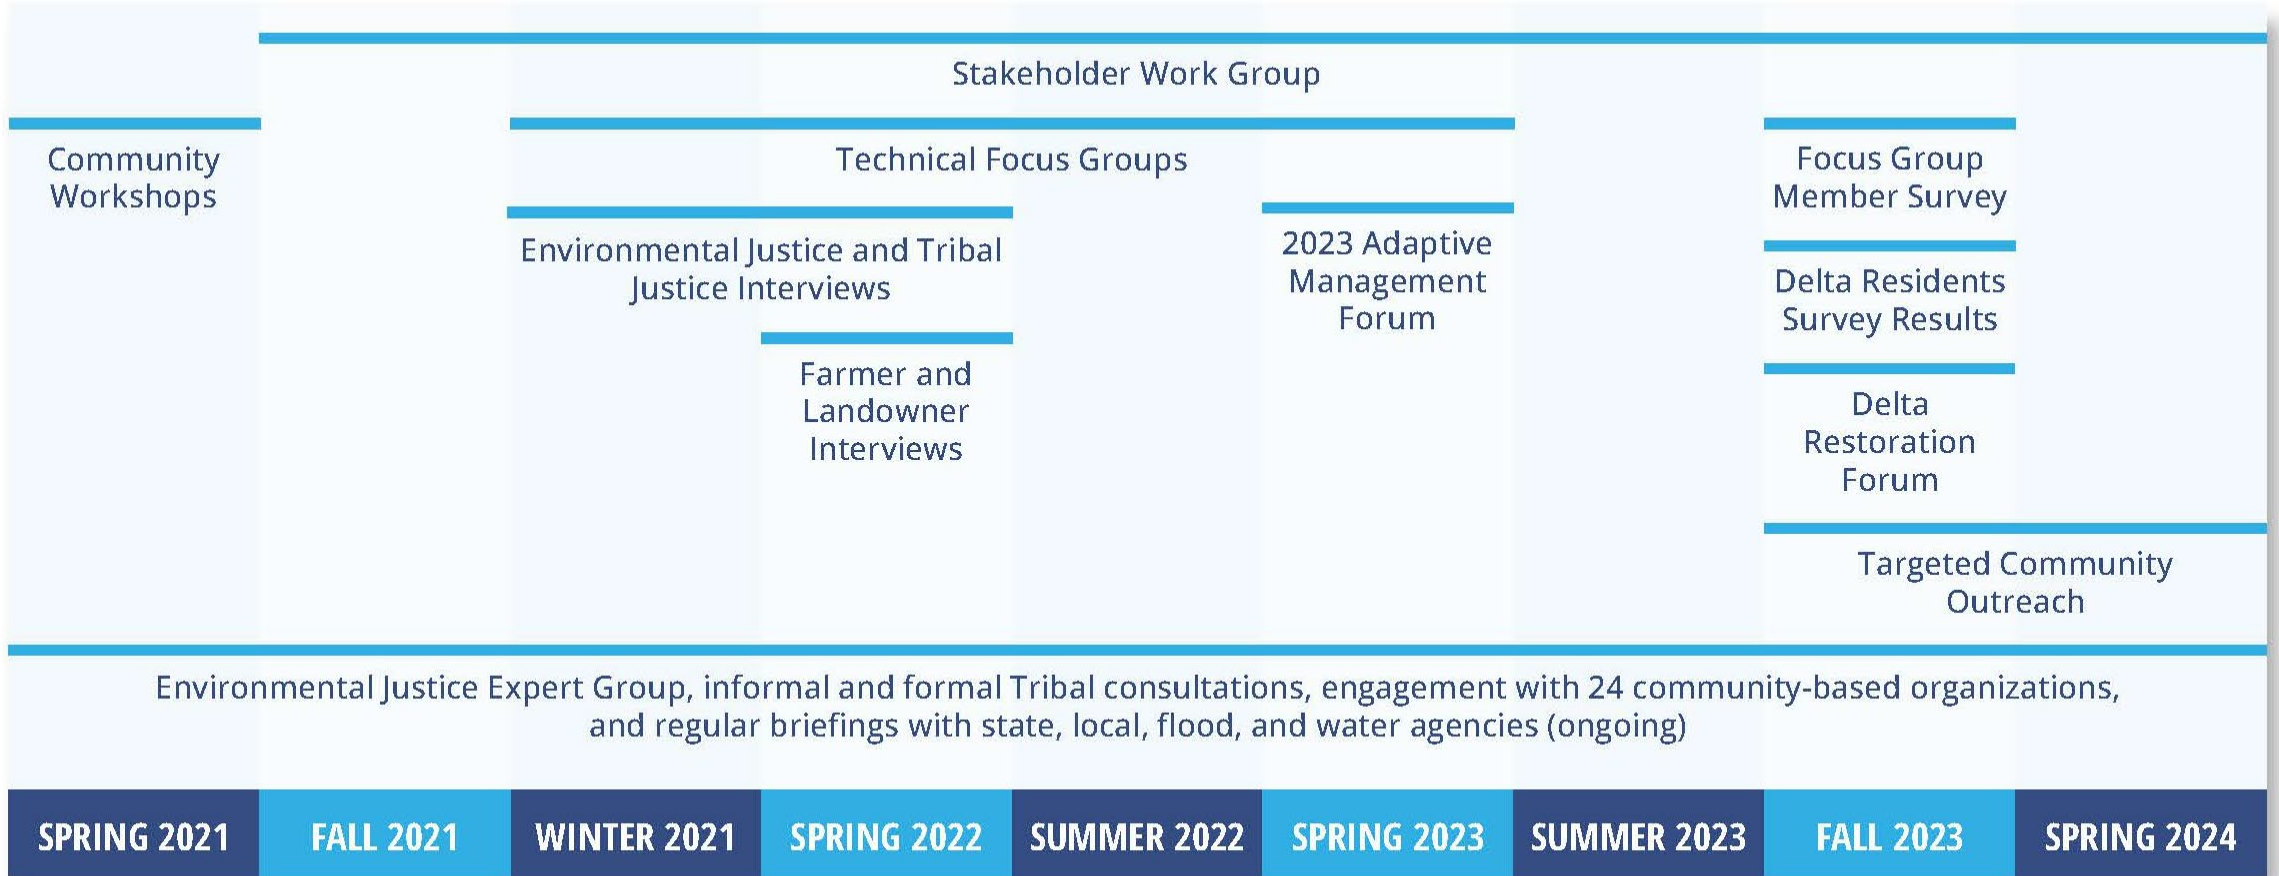 Stakeholder Work Group
Community
Workshops
Technical Focus Groups
Focus Group
Member Survey
Environmental Justice and Tribal
Justice Interviews
2023 Adaptive
Management
Forum
Delta Residents
Survey Results
Farmer and
Landowner
Interviews
Delta
Restoration
Forum
Targeted Community
Outreach
Environmental Justice Expert Group, informal and formal Tribal consultations, engagement with 24 community-based organizations,
and regular briefings with state, local, flood, and water agencies (ongoing)
SPRING 2021
FALL 2021
WINTER 2021
SPRING 2022
SUMMER 2022
SPRING 2023
SUMMER 2023
FALL 2023
SPRING 2024